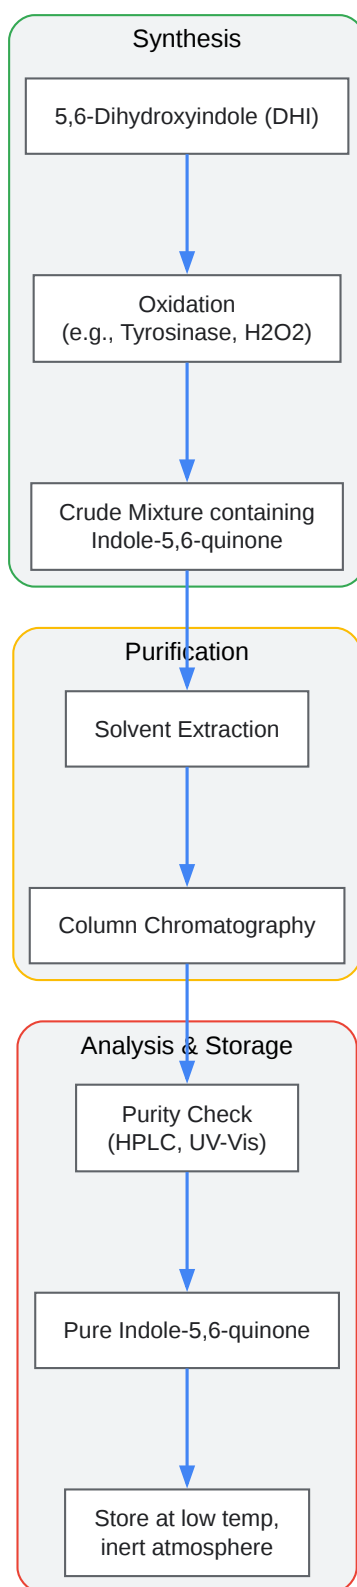 Synthesis
5,6-Dihydroxyindole (DHI)
Oxidation
(e.g., Tyrosinase, H2O2)
Crude Mixture containing
Indole-5,6-quinone
Purification
Solvent Extraction
Column Chromatography
Analysis & Storage
Purity Check
(HPLC, UV-Vis)
Pure Indole-5,6-quinone
Store at low temp,
inert atmosphere